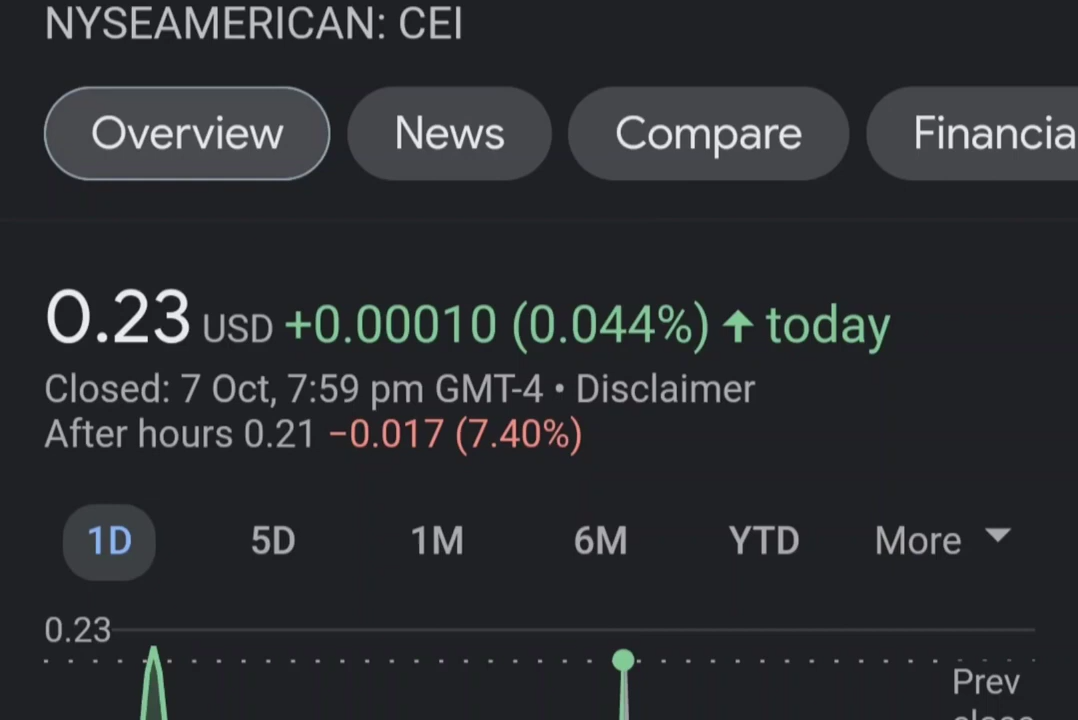 NYSEAMERICAN: CEI
Overview News Compare Financia
0.23 USD +0.00010 (0.044%) ↑ today
Closed: 7 Oct, 7:59 pm GMT-4 • Disclaimer
After hours 0.21 −0.017 (7.40%)
1D 5D 1M 6M YTD More
0.23
Prev
close